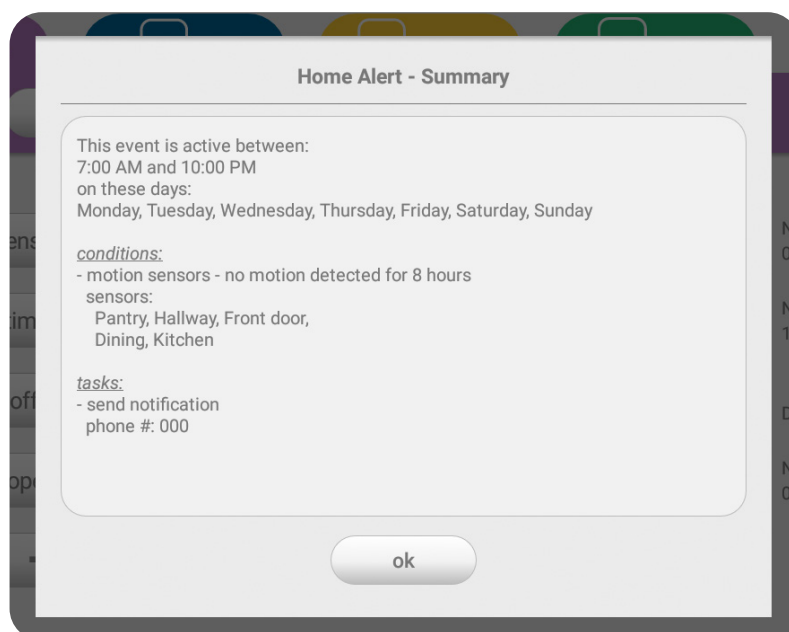 Home Alert - Summary
This event is active between:
7:00 AM and 10:00 PM
on these days:
Monday, Tuesday, Wednesday, Thursday, Friday, Saturday, Sunday
conditions:
- motion sensors - no motion detected for 8 hours
sensors:
Pantry, Hallway, Front door,
Dining, Kitchen
tasks:
- send notification
phone #: 000
ok